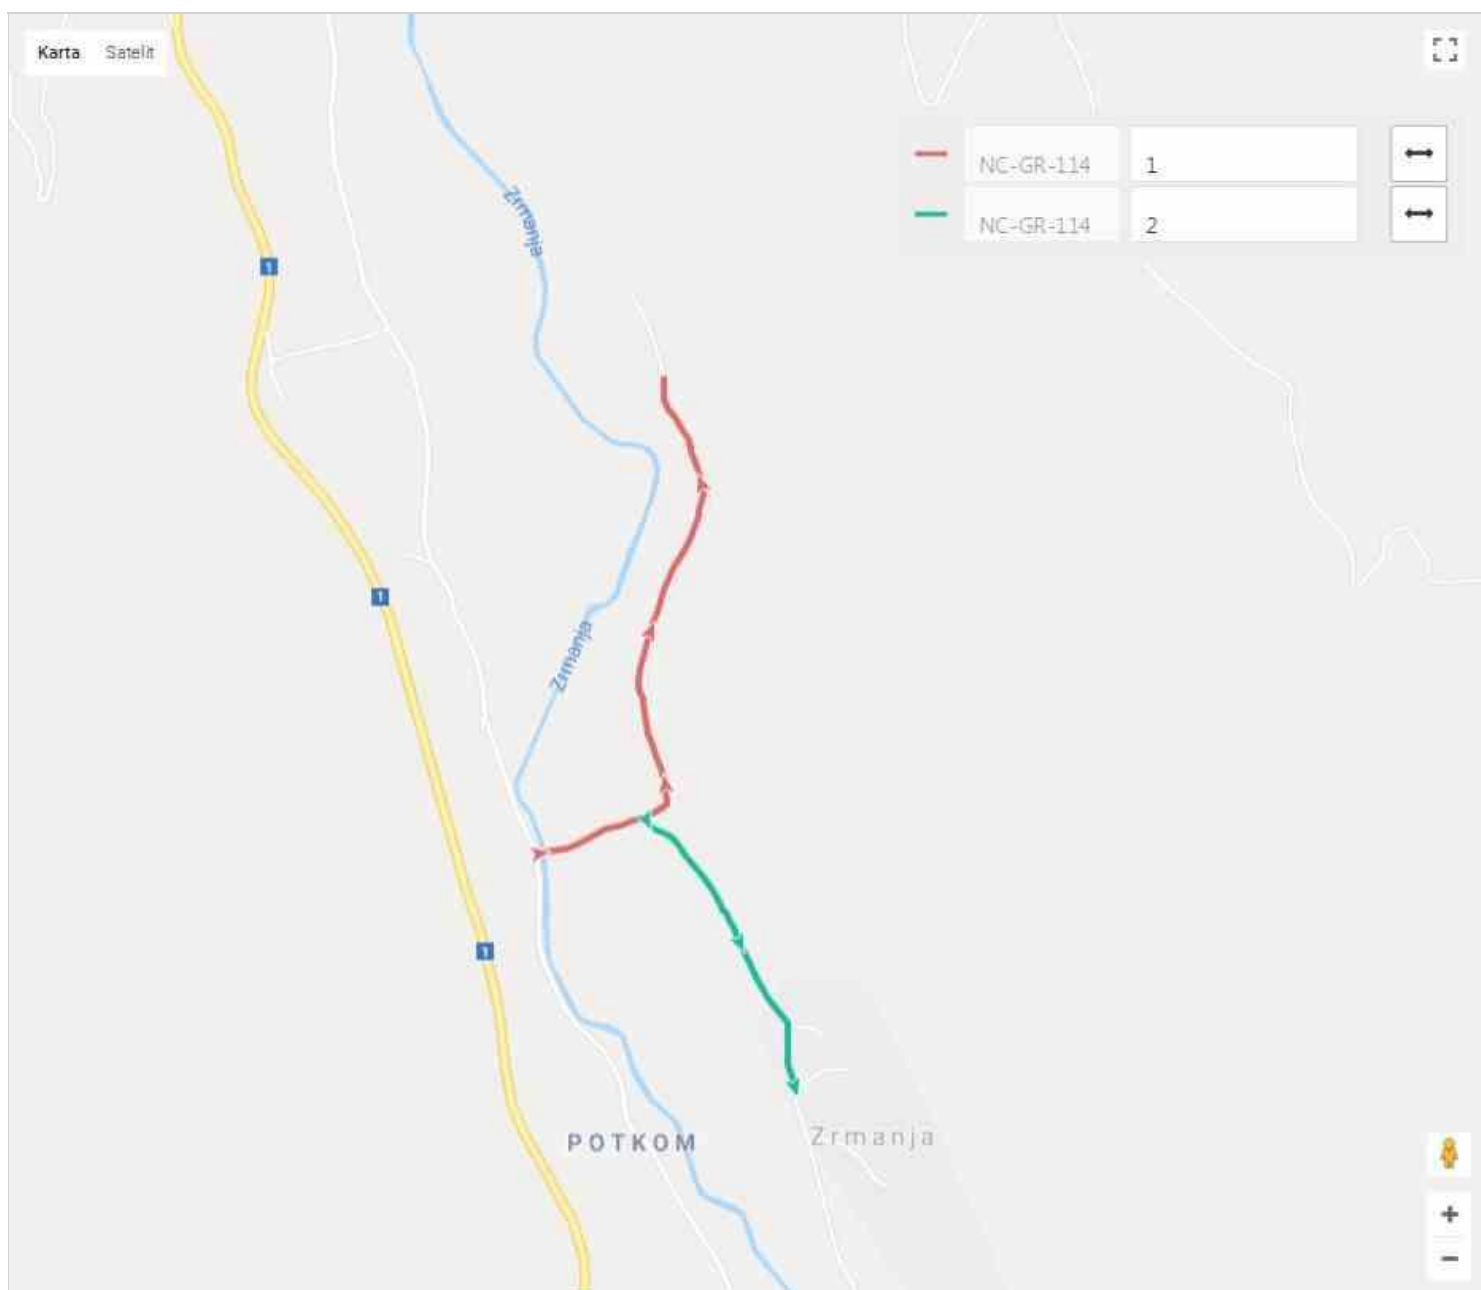 Karta Satelit
NC-GR-114 1
NC-GR-114 2
Zrmanja
1
1
Zrmanja
1
POTKOM Zrmanja